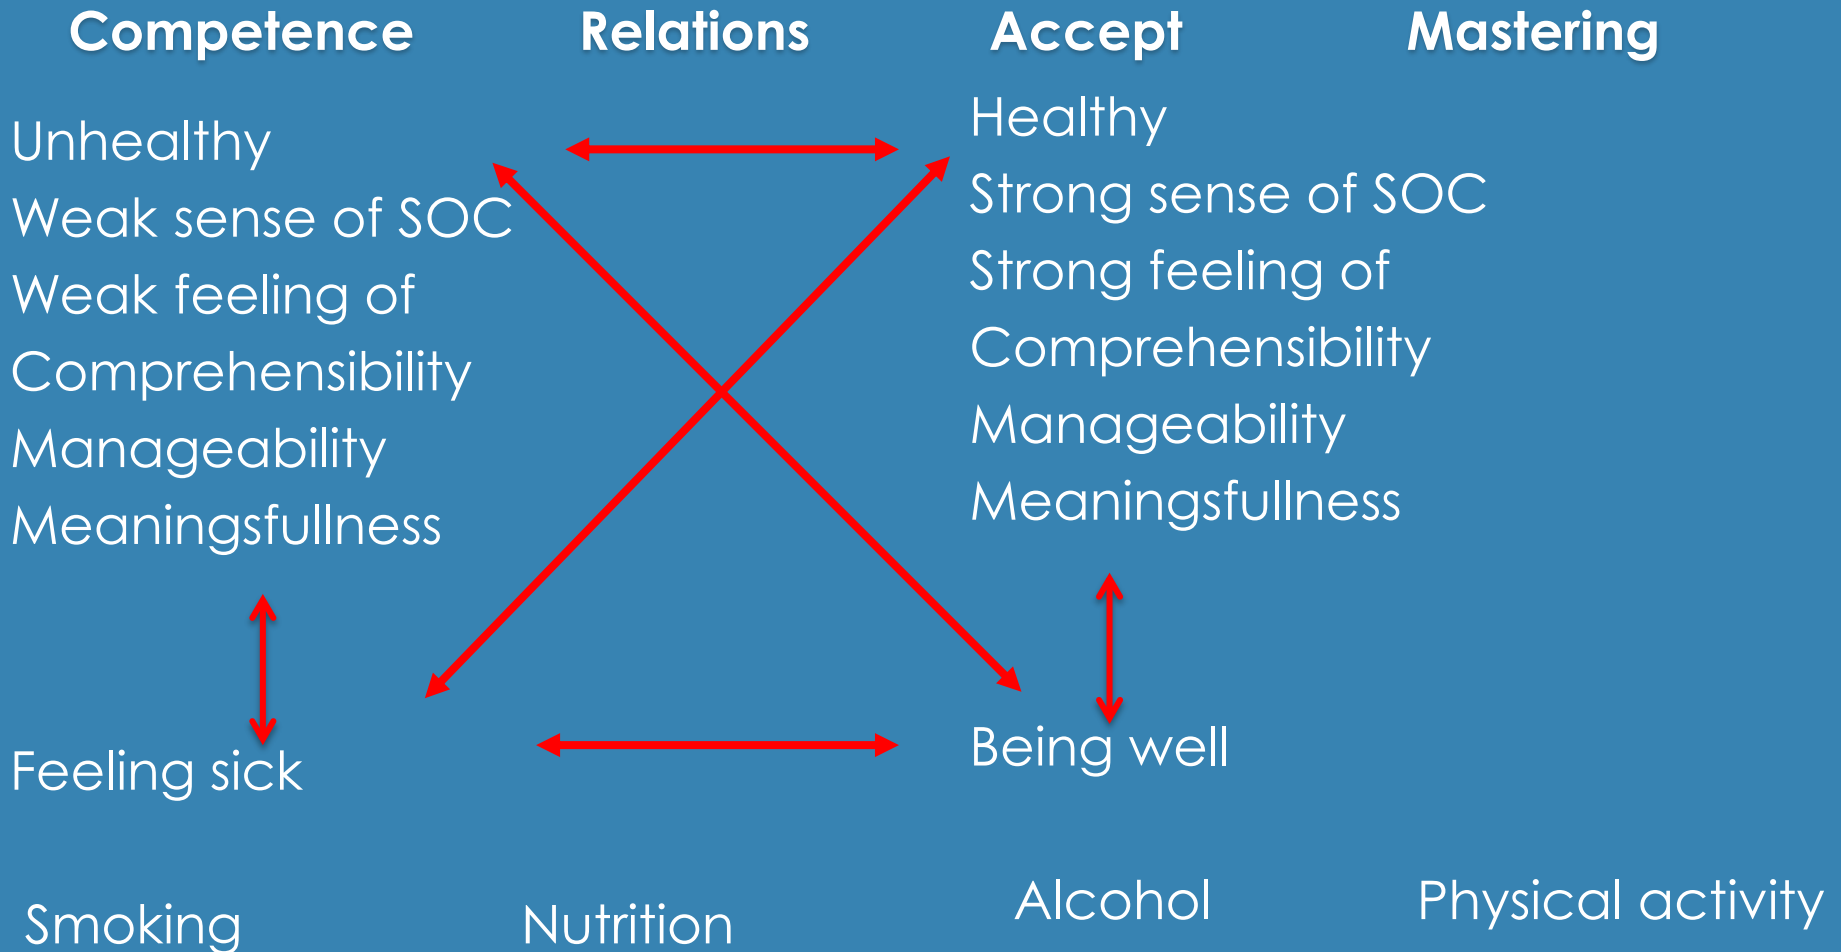 Competence Relations Accept Mastering
Unhealthy
Weak sense of SOC
Weak feeling of
Comprehensibility
Manageability
Meaningsfullness
Healthy
Strong sense of SOC
Strong feeling of
Comprehensibility
Manageability
Meaningsfullness
Feeling sick
Being well
Smoking Nutrition Alcohol Physical activity